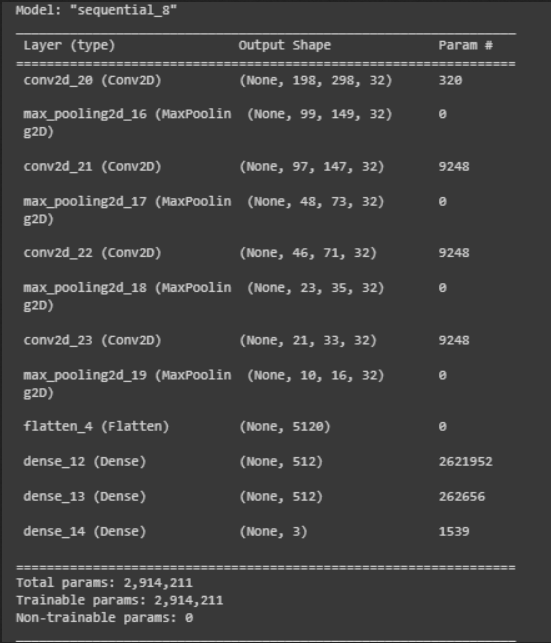 Model: "sequential_8"
_________________________________________________________________
Layer (type) Output Shape Param #
=================================================================
conv2d_20 (Conv2D) (None, 198, 298, 32) 320
max_pooling2d_16 (MaxPoolin (None, 99, 149, 32) 0
g2D)
conv2d_21 (Conv2D) (None, 97, 147, 32) 9248
max_pooling2d_17 (MaxPoolin (None, 48, 73, 32) 0
g2D)
conv2d_22 (Conv2D) (None, 46, 71, 32) 9248
max_pooling2d_18 (MaxPoolin (None, 23, 35, 32) 0
g2D)
conv2d_23 (Conv2D) (None, 21, 33, 32) 9248
max_pooling2d_19 (MaxPoolin (None, 10, 16, 32) 0
g2D)
flatten_4 (Flatten) (None, 5120) 0
dense_12 (Dense) (None, 512) 2621952
dense_13 (Dense) (None, 512) 262656
dense_14 (Dense) (None, 3) 1539
=================================================================
Total params: 2,914,211
Trainable params: 2,914,211
Non-trainable params: 0
_________________________________________________________________